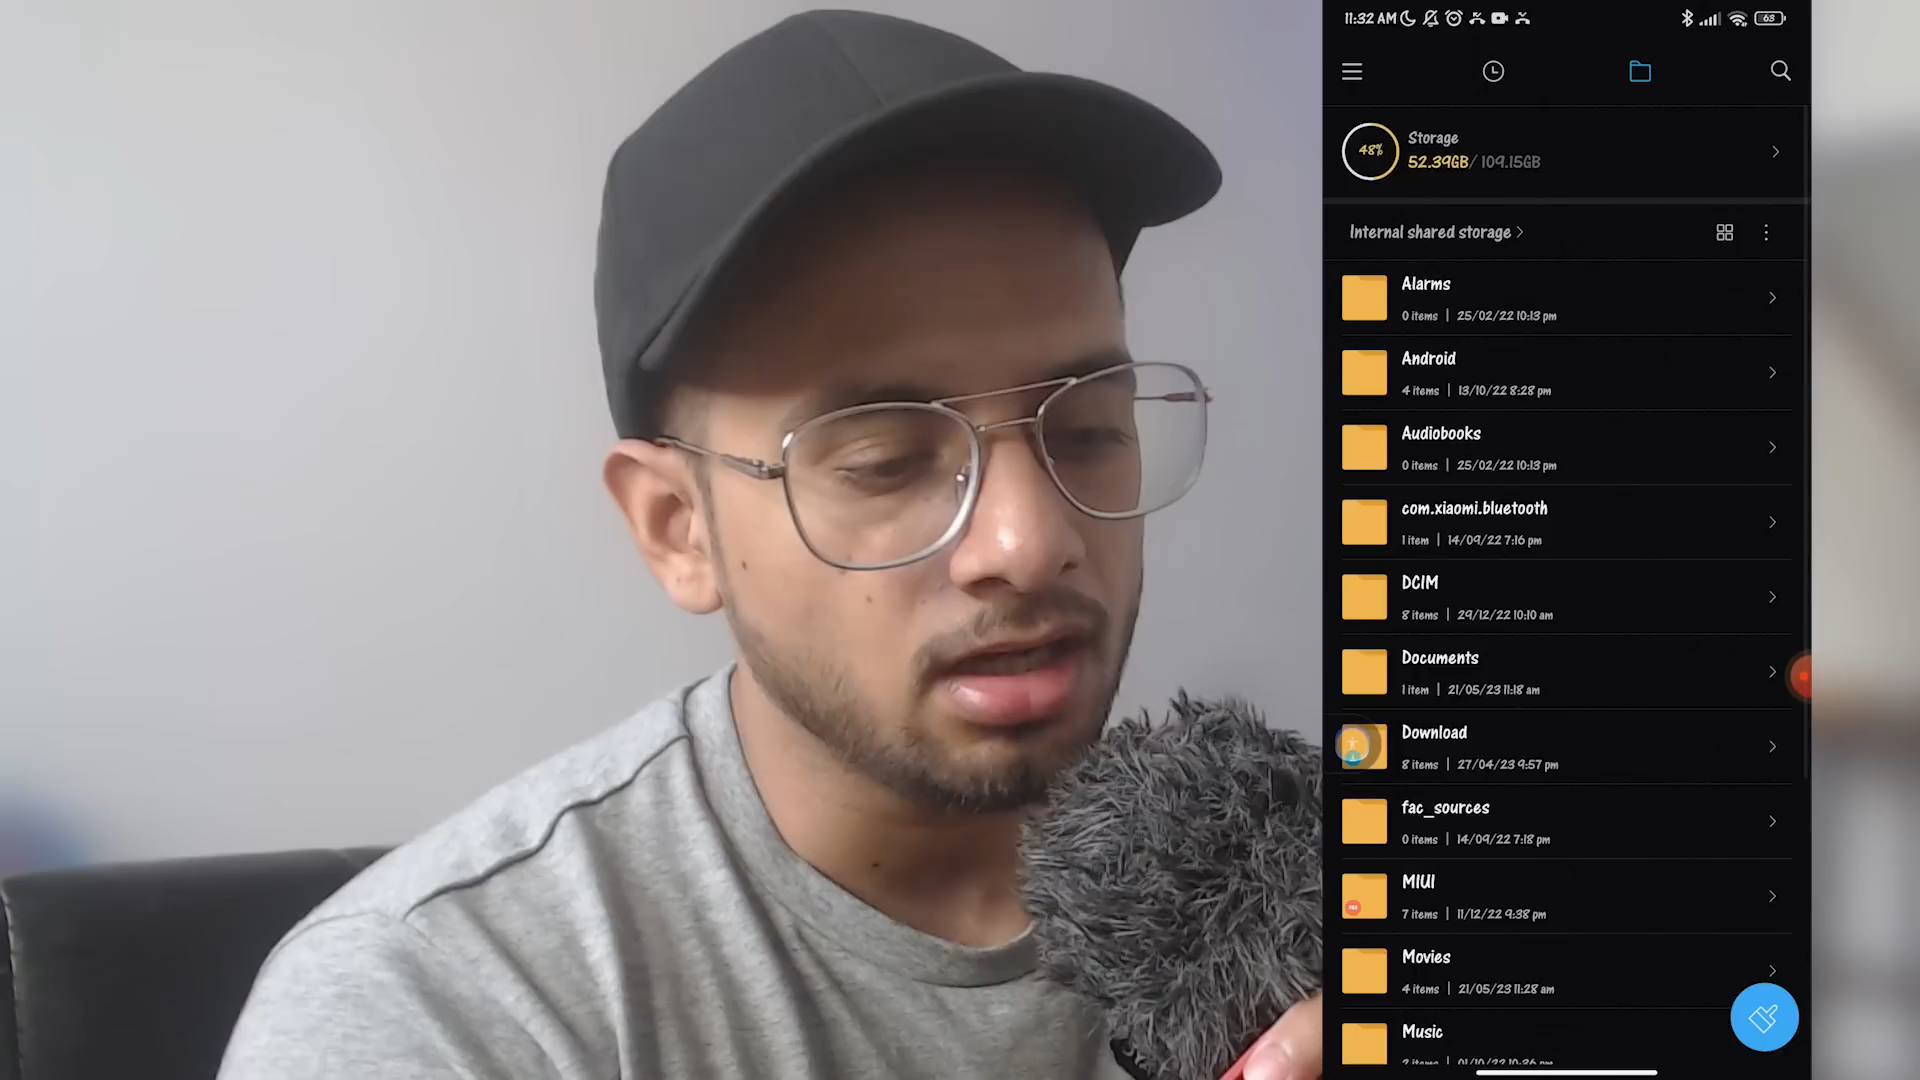 11:32 AM
63
48%
Storage
52.39GB/ 109.15GB
Internal shared storage
Alarms
0 items | 25/02/22 10:13 pm
Android
4 items | 13/10/22 8:28 pm
Audiobooks
0 items | 25/02/22 10:13 pm
com.xiaomi.bluetooth
1 item | 14/09/22 7:16 pm
DCIM
8 items | 29/12/22 10:10 am
Documents
1 item | 21/05/23 11:18 am
Download
8 items | 27/04/23 9:57 pm
fac_sources
0 items | 14/09/22 7:18 pm
MIUI
7 items | 11/12/22 9:38 pm
Movies
4 items | 21/05/23 11:28 am
Music